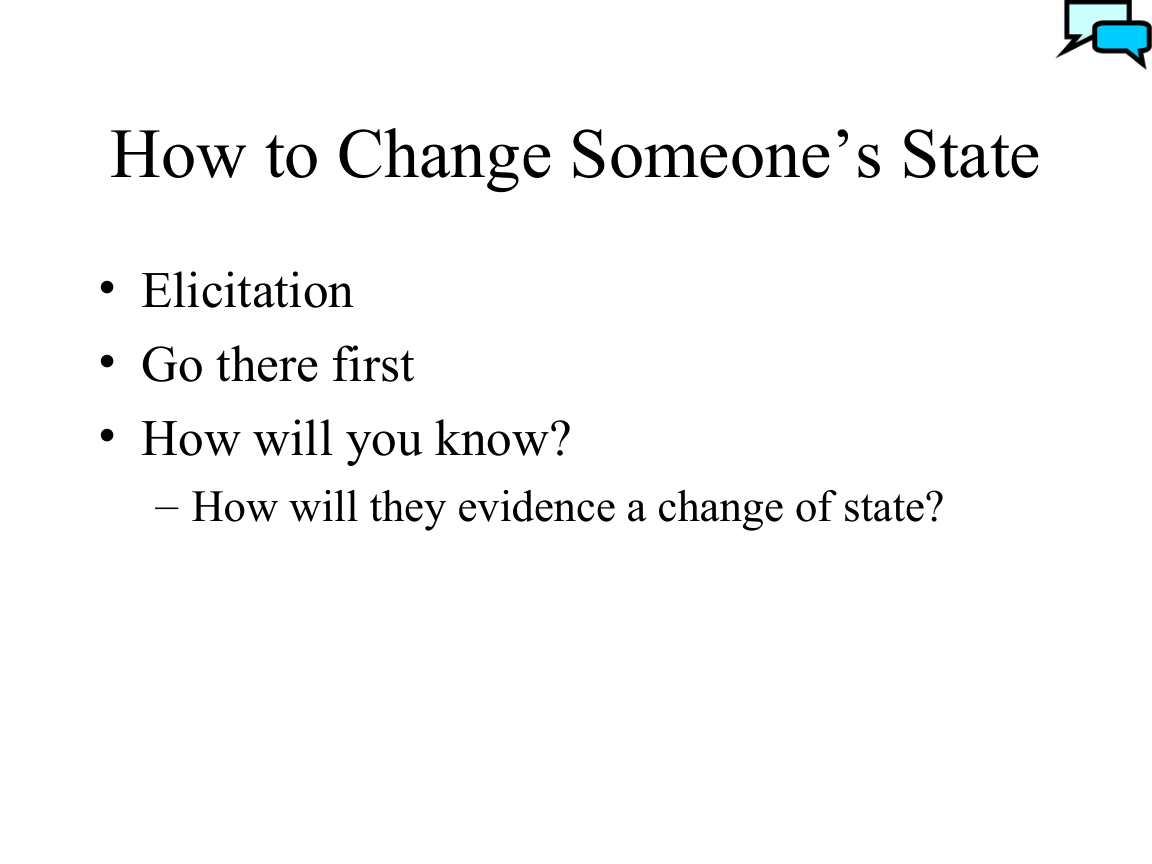 How to Change Someone’s State
• Elicitation
• Go there first
• How will you know?
– How will they evidence a change of state?